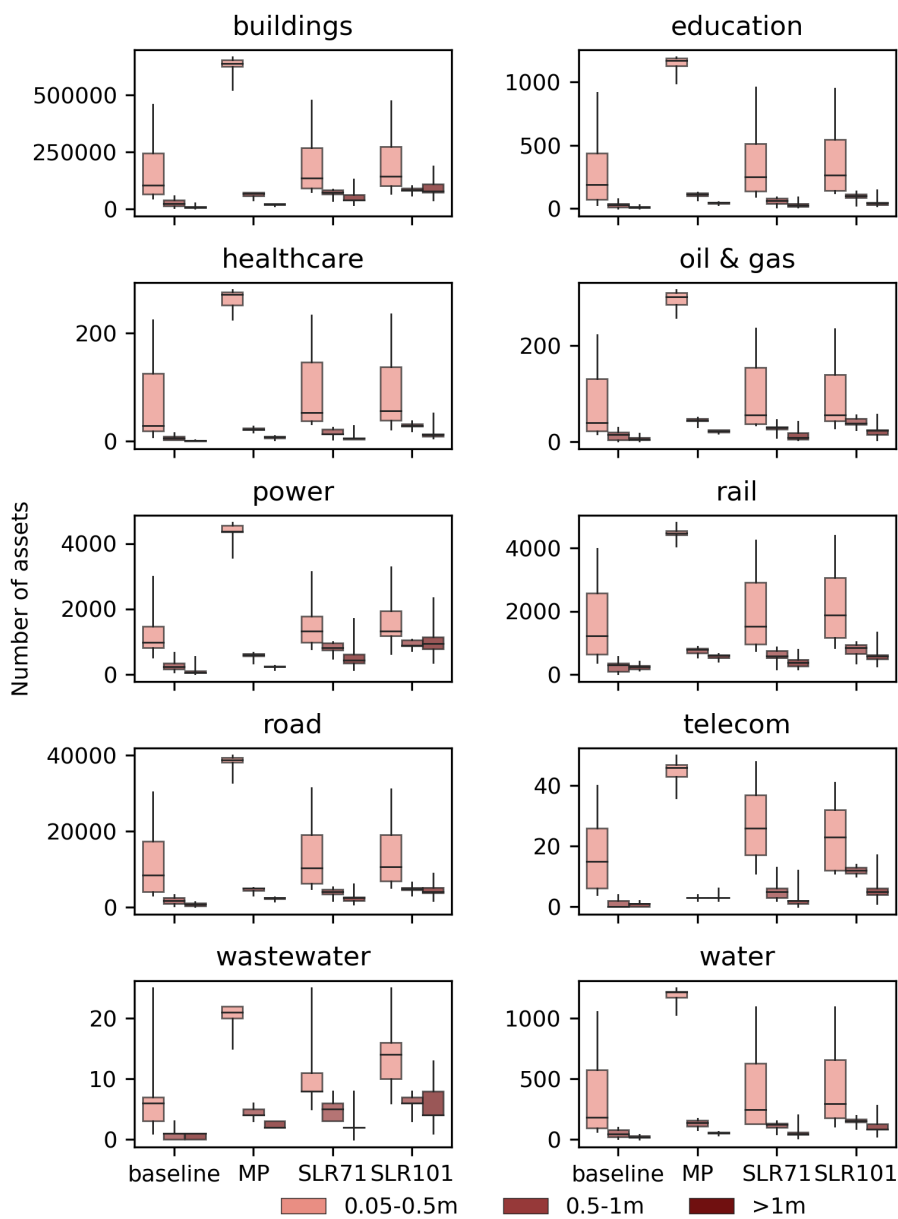 buildings
education
500000
250000
0
1000
500
0
healthcare
oil & gas
200
0
200
0
power
rail
4000
2000
0
4000
2000
0
Number of assets
road
telecom
40000
20000
0
40
20
0
wastewater
water
20
10
0
1000
500
0
baseline MP SLR71 SLR101
baseline MP SLR71 SLR101
0.05-0.5m 0.5-1m >1m